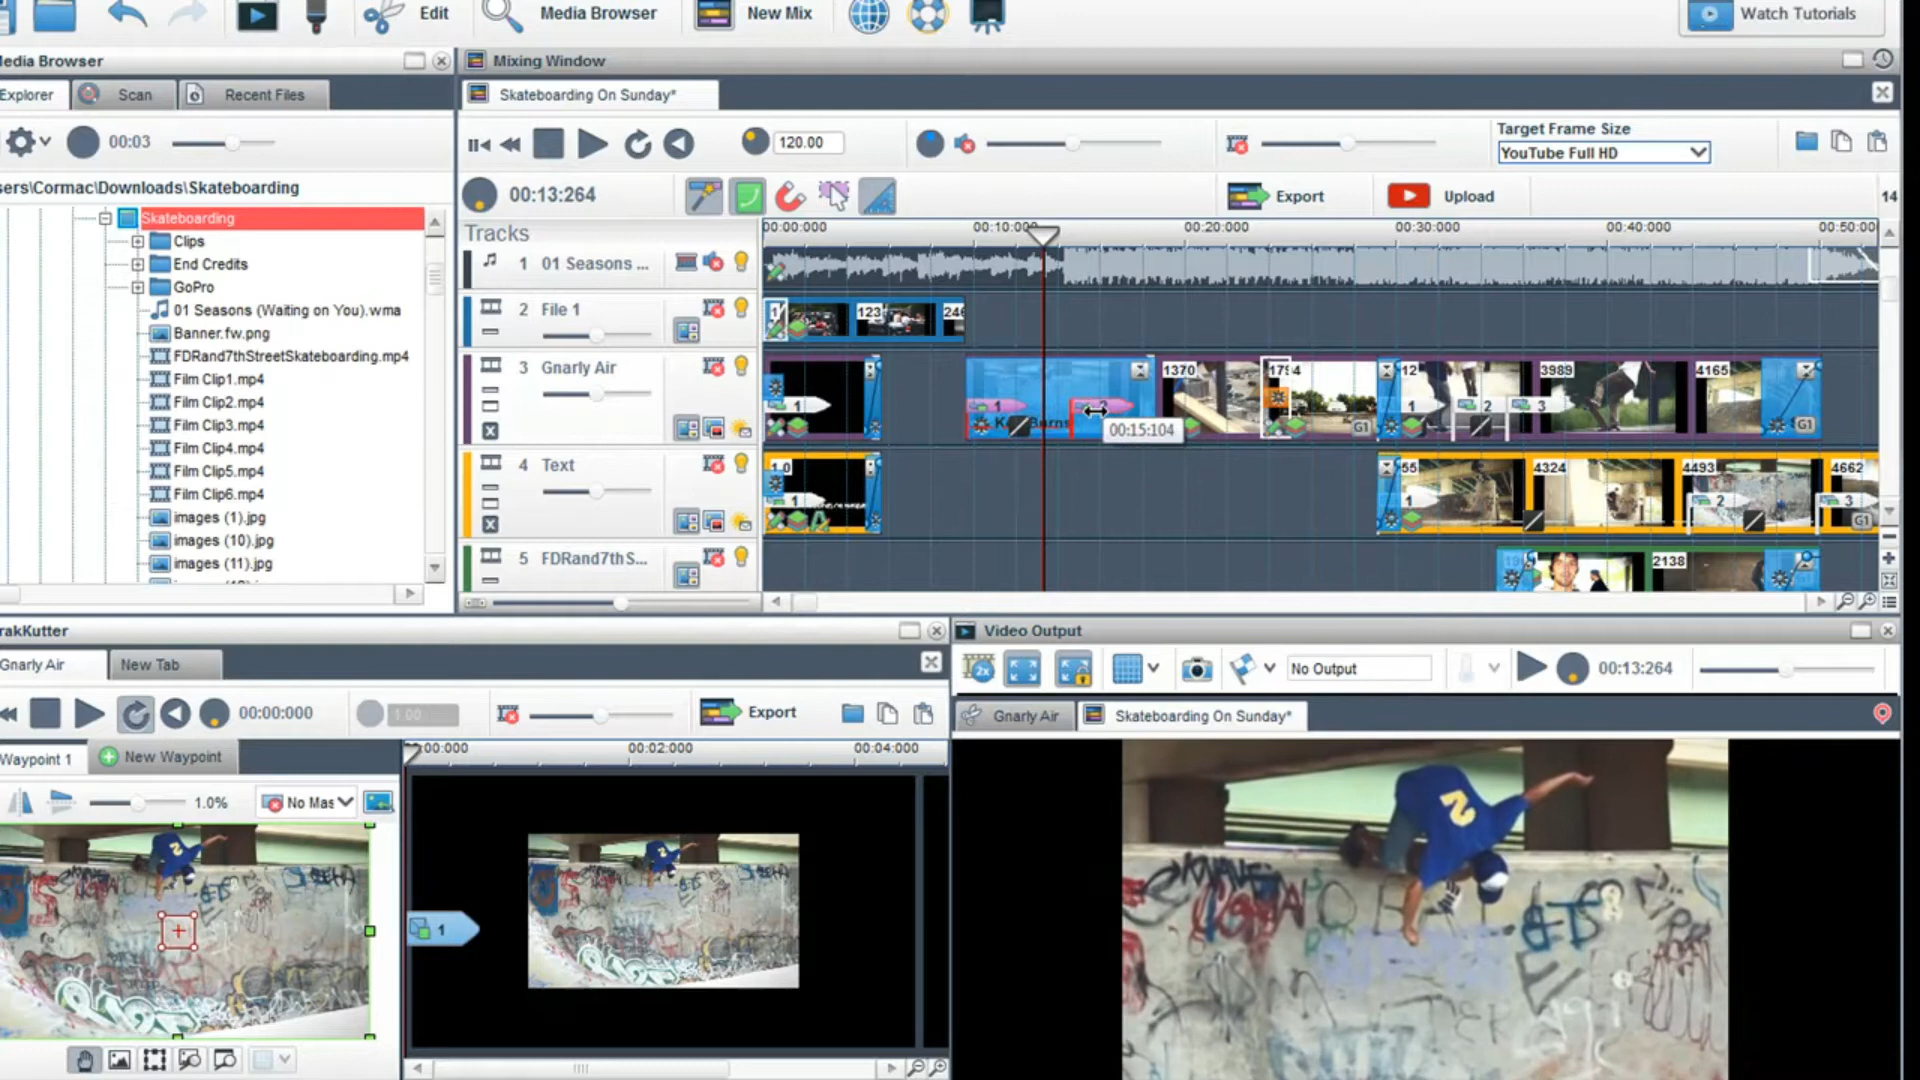 Edit
Media Browser
New Mix
Watch Tutorials
Media Browser
Mixing Window
Explorer
Scan
Recent Files
Skateboarding On Sunday*
00:03
120.00
Target Frame Size
YouTube Full HD
sers\Cormac\Downloads\Skateboarding
00:13:264
Export
Upload
14
Tracks
00:00:000
00:10:000
00:20:000
00:30:000
00:40:000
00:50:000
Skateboarding
Clips
End Credits
GoPro
01 Seasons (Waiting on You).wma
Banner.fw.png
FDRand7thStreetSkateboarding.mp4
Film Clip1.mp4
Film Clip2.mp4
Film Clip3.mp4
Film Clip4.mp4
Film Clip5.mp4
Film Clip6.mp4
images (1).jpg
images (10).jpg
images (11).jpg
1 01 Seasons ...
2 File 1
123
246
3 Gnarly Air
1370
1794
12
3989
4165
1
1
1 2 3
Burns
G1
G1
00:15:104
4 Text
1.0
55
4324
4493
4662
1
1
2
3
G1
5 FDRand7thS...
2138
rakKutter
Gnarly Air
New Tab
00:00:000
1.00
Export
Waypoint 1
New Waypoint
00:000
00:02:000
00:04:000
1.0%
No Mas
1
Video Output
2x
No Output
00:13:264
Gnarly Air
Skateboarding On Sunday*
2
2